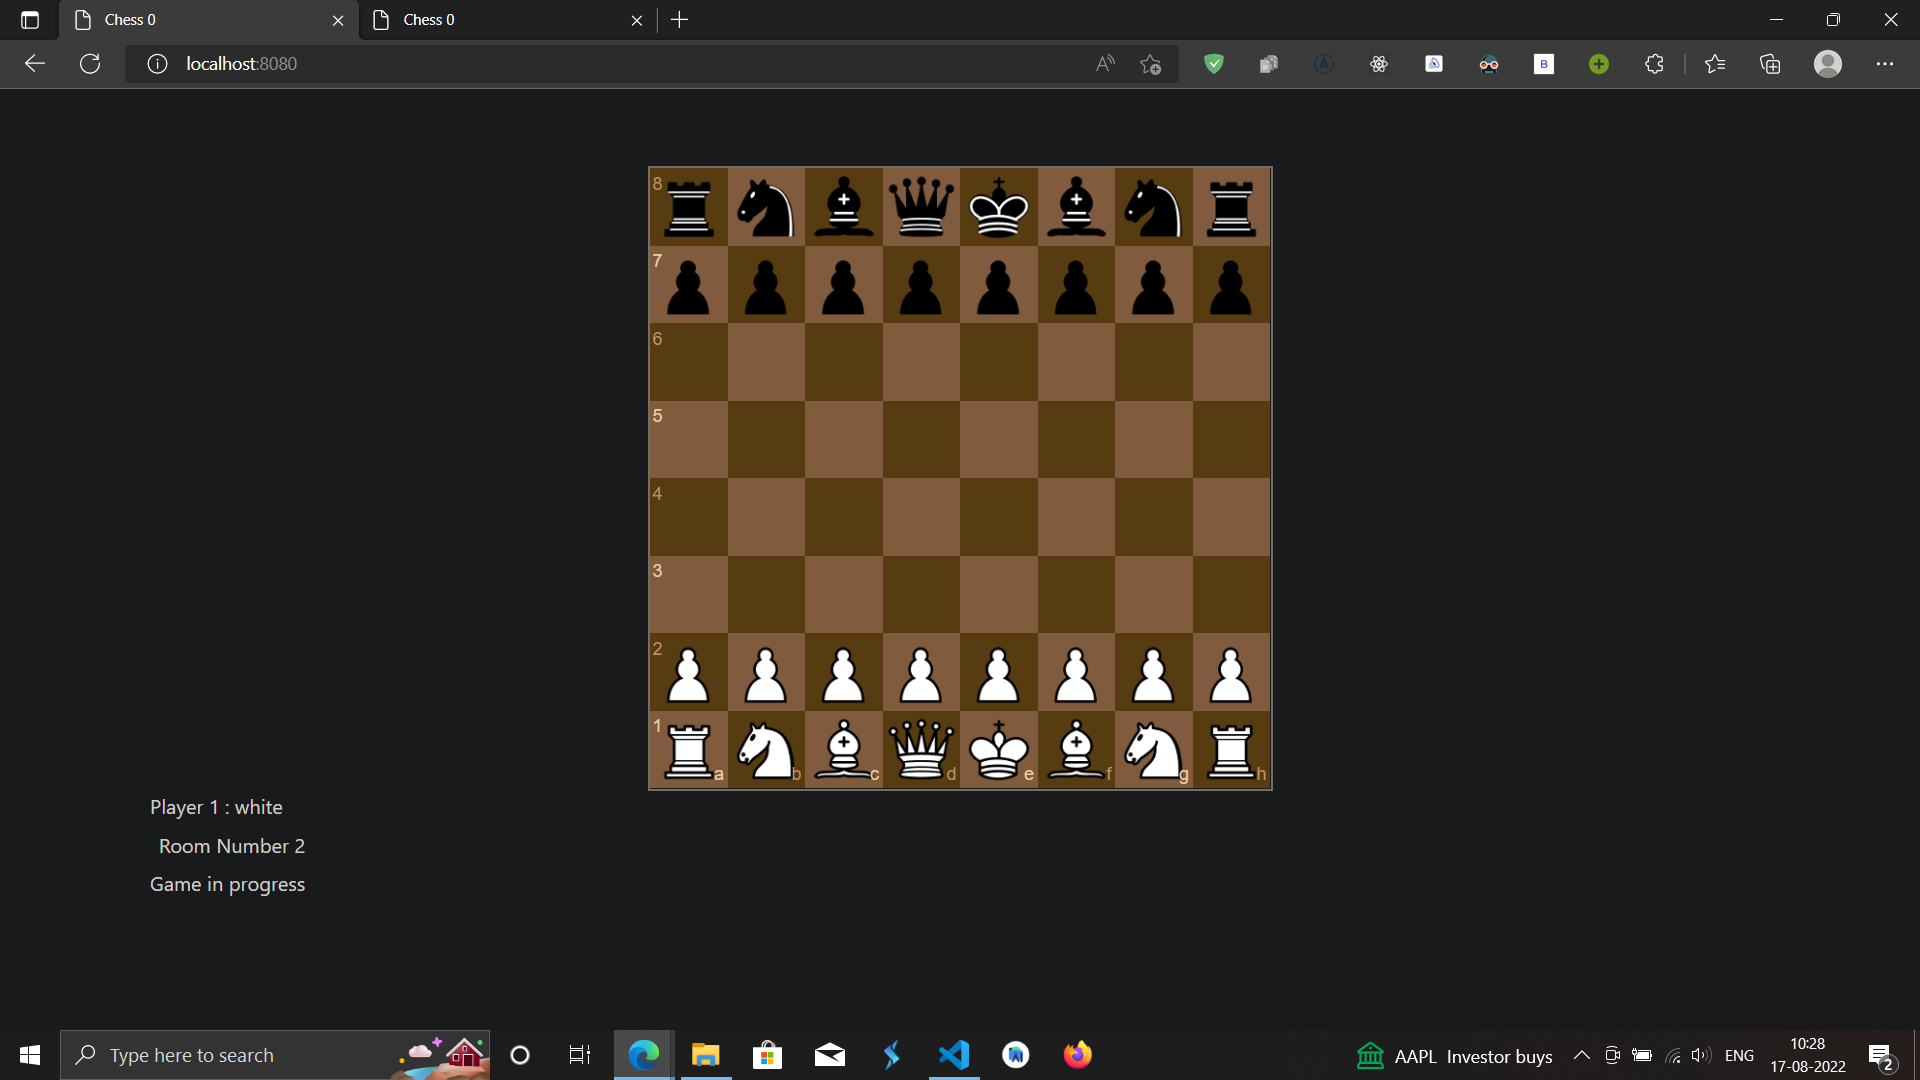 Chess 0
Chess 0
localhost:8080
B
8
7
6
5
4
3
2
1
a b c d e f g h
Player 1 : white
Room Number 2
Game in progress
Type here to search
AAPL Investor buys
ENG
10:28
17-08-2022
2